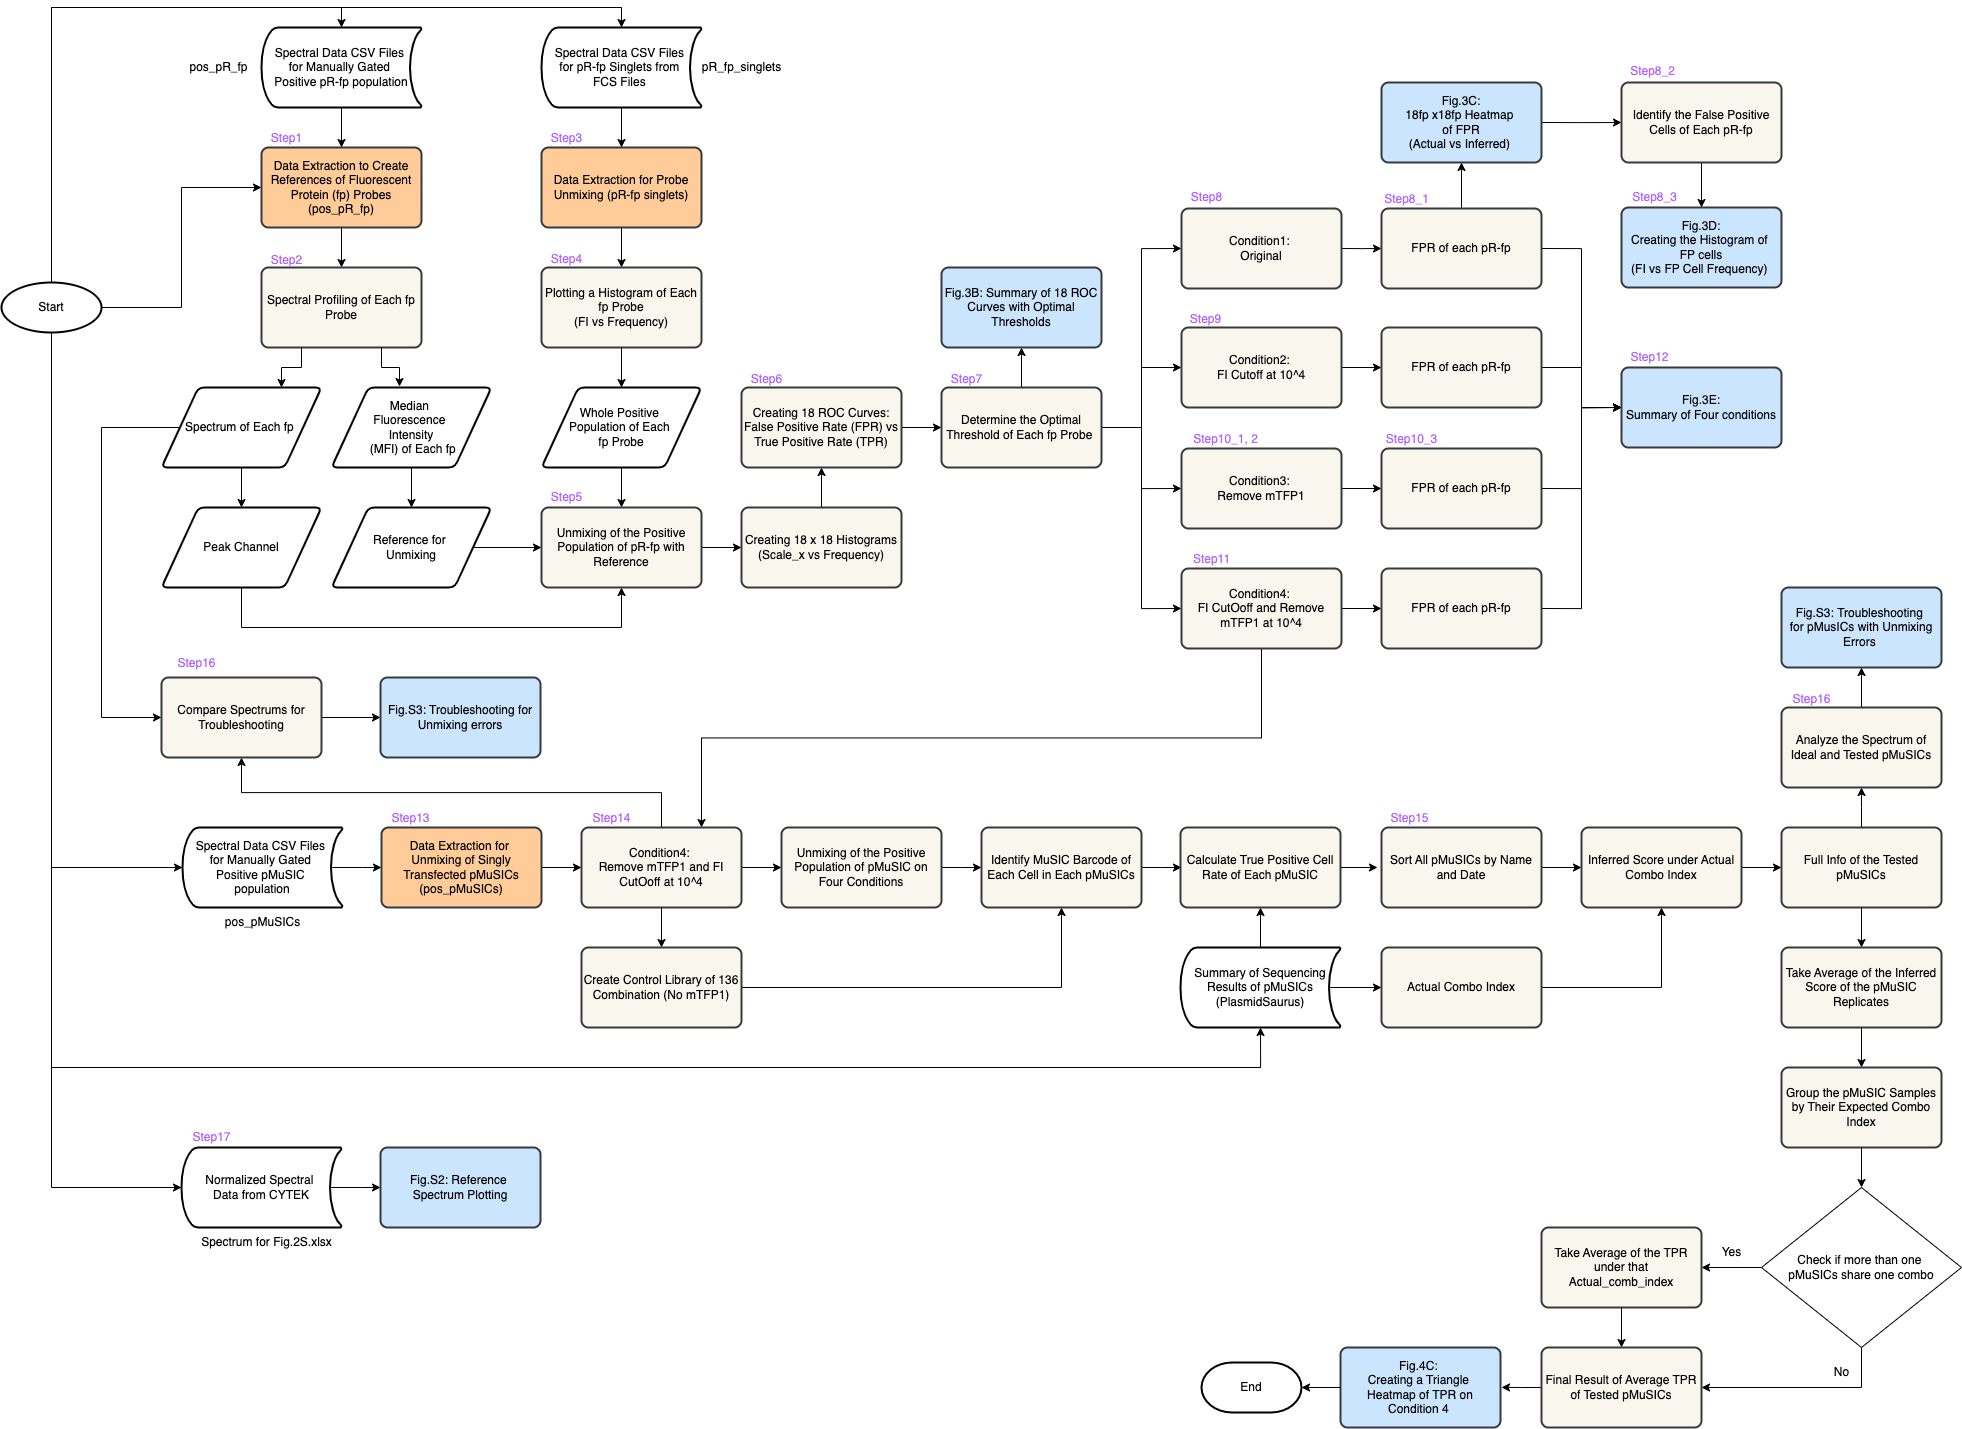 Spectral Data CSV Files
for Manually Gated
Positive pR-fp population
pos_pR_fp
Spectral Data CSV Files
for pR-fp Singlets from
FCS Files
pR_fp_singlets
Step1
Data Extraction to Create
References of Fluorescent
Protein (fp) Probes
(pos_pR_fp)
Step3
Data Extraction for Probe
Unmixing (pR-fp singlets)
Start
Step2
Spectral Profiling of Each fp
Probe
Step4
Plotting a Histogram of Each
fp Probe
(FI vs Frequency)
Spectrum of Each fp
Median
Fluorescence
Intensity
(MFI) of Each fp
Whole Positive
Population of Each
fp Probe
Peak Channel
Reference for
Unmixing
Step5
Unmixing of the Positive
Population of pR-fp with
Reference
Creating 18 x 18 Histograms
(Scale_x vs Frequency)
Step6
Creating 18 ROC Curves:
False Positive Rate (FPR) vs
True Positive Rate (TPR)
Step7
Determine the Optimal
Threshold of Each fp Probe
Fig.3B: Summary of 18 ROC
Curves with Optimal
Thresholds
Step8
Condition1:
Original
Step8_1
FPR of each pR-fp
Fig.3C:
18fp x18fp Heatmap
of FPR
(Actual vs Inferred)
Step8_2
Identify the False Positive
Cells of Each pR-fp
Step8_3
Fig.3D:
Creating the Histogram of
FP cells
(FI vs FP Cell Frequency)
Step9
Condition2:
FI Cutoff at 10^4
FPR of each pR-fp
Step12
Fig.3E:
Summary of Four conditions
Step10_1, 2
Condition3:
Remove mTFP1
Step10_3
FPR of each pR-fp
Step11
Condition4:
FI CutOoff and Remove
mTFP1 at 10^4
FPR of each pR-fp
Step16
Compare Spectrums for
Troubleshooting
Fig.S3: Troubleshooting for
Unmixing errors
Fig.S3: Troubleshooting
for pMusICs with Unmixing
Errors
Step16
Analyze the Spectrum of
Ideal and Tested pMuSICs
Spectral Data CSV Files
for Manually Gated
Positive pMuSIC
population
pos_pMuSICs
Step13
Data Extraction for
Unmixing of Singly
Transfected pMuSICs
(pos_pMuSICs)
Step14
Condition4:
Remove mTFP1 and FI
CutOoff at 10^4
Unmixing of the Positive
Population of pMuSIC on
Four Conditions
Identify MuSIC Barcode of
Each Cell in Each pMuSICs
Calculate True Positive Cell
Rate of Each pMuSIC
Step15
Sort All pMuSICs by Name
and Date
Inferred Score under Actual
Combo Index
Full Info of the Tested
pMuSICs
Create Control Library of 136
Combination (No mTFP1)
Summary of Sequencing
Results of pMuSICs
(PlasmidSaurus)
Actual Combo Index
Take Average of the Inferred
Score of the pMuSIC
Replicates
Group the pMuSIC Samples
by Their Expected Combo
Index
Step17
Normalized Spectral
Data from CYTEK
Spectrum for Fig.2S.xlsx
Fig.S2: Reference
Spectrum Plotting
Check if more than one
pMuSICs share one combo
Yes
Take Average of the TPR
under that
Actual_comb_index
No
Final Result of Average TPR
of Tested pMuSICs
Fig.4C:
Creating a Triangle
Heatmap of TPR on
Condition 4
End